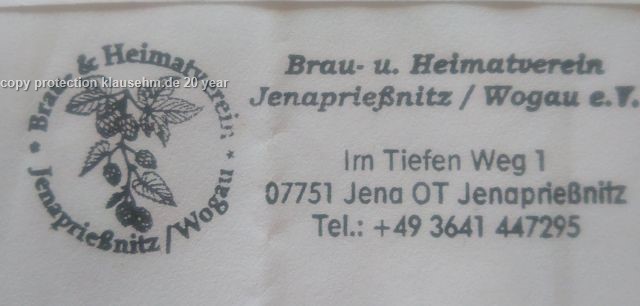 Brau- & Heimatverein
* Jenaprießnitz / Wogau *
copy protection klausehm.de 20 year
Brau- u. Heimatverein
Jenaprießnitz / Wogau e.V.
Im Tiefen Weg 1
07751 Jena OT Jenaprießnitz
Tel.: +49 3641 447295